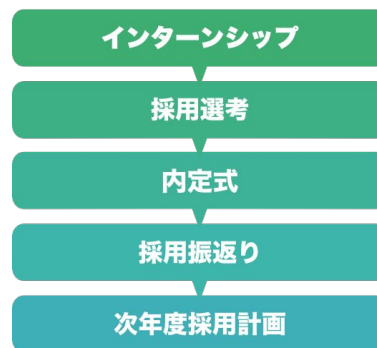 インターンシップ
採用選考
内定式
採用振返り
次年度採用計画